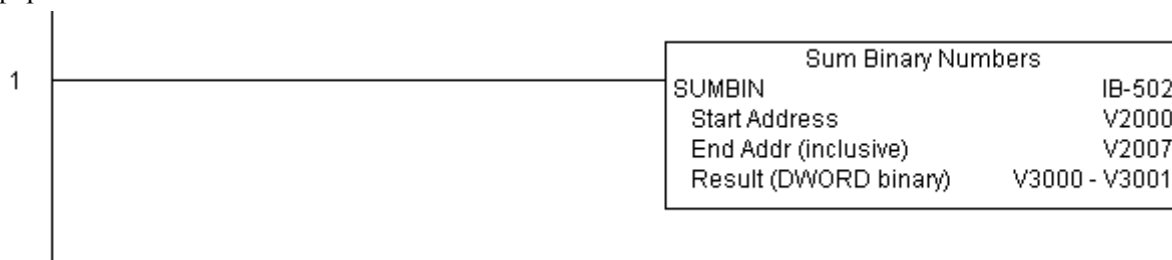 Sum Binary Numbers
1
SUMBIN IB-502
Start Address V2000
End Addr (inclusive) V2007
Result (DWORD binary) V3000 - V3001